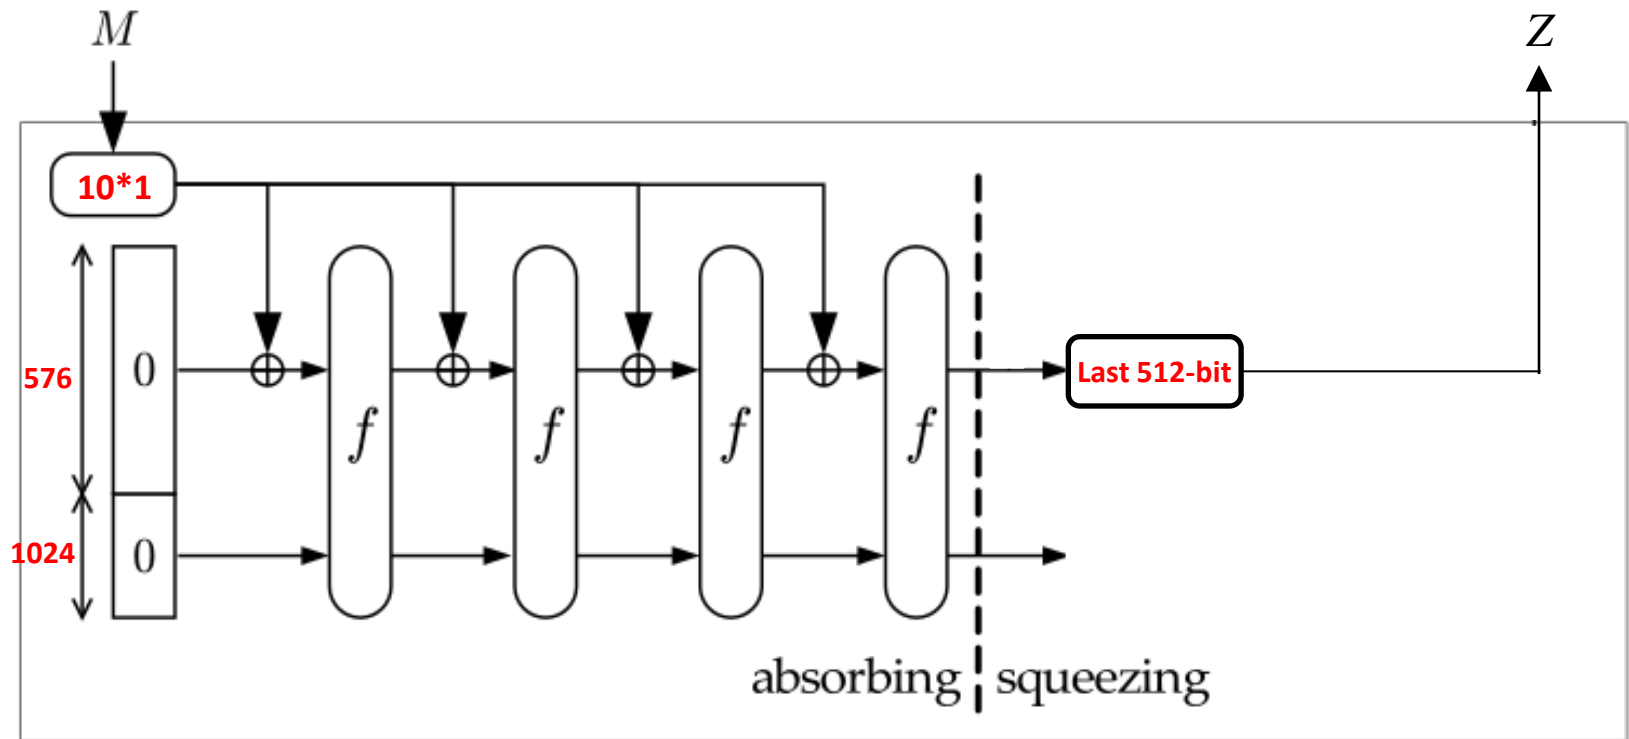 M
Z
10*1
576
0
f
f
f
f
Last 512-bit
1024
0
absorbing
squeezing